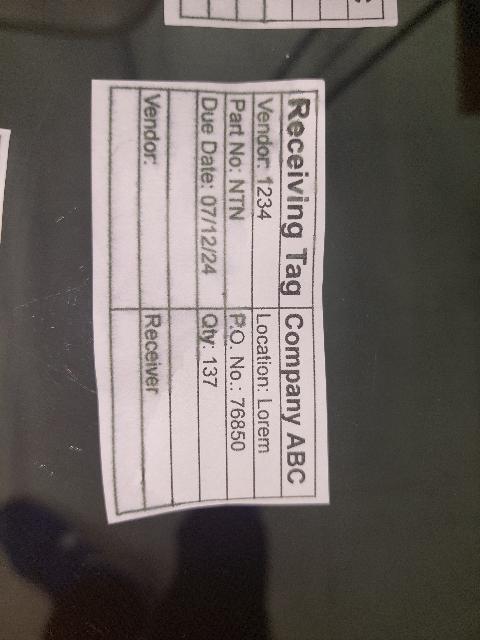 Receiving Tag Company ABC
Vendor: 1234 Location: Lorem
Part No: NTN P.O. No.: 76850
Due Date: 07/12/24 Qty: 137
Vendor: Receiver